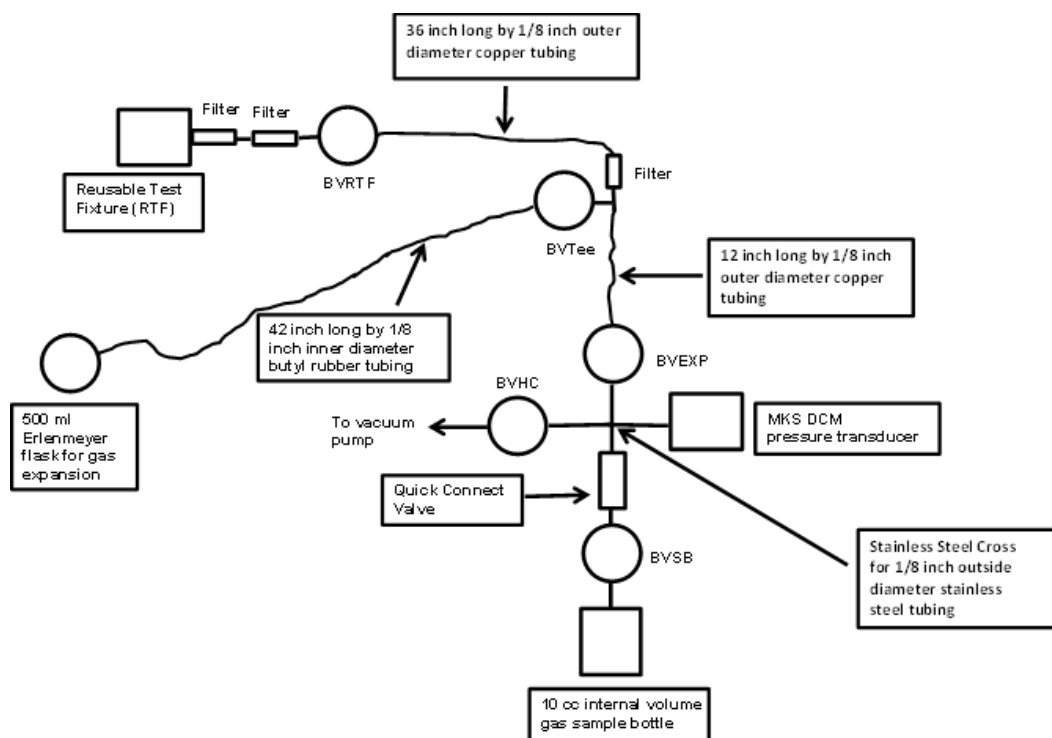 36 inch long by 1/8 inch outer
diameter copper tubing
Filter
Filter
BVRTF
Filter
Reusable Test
Fixture (RTF)
BVTee
12 inch long by 1/8 inch
outer diameter copper
tubing
42 inch long by 1/8
inch inner diameter
butyl rubber tubing
BVEXP
BVHC
500 ml
Erlenmeyer
flask for gas
expansion
To vacuum
pump
MKS DCM
pressure transducer
Quick Connect
Valve
BVSB
Stainless Steel Cross
for 1/8 inch outside
diameter stainless
steel tubing
10 cc internal volume
gas sample bottle